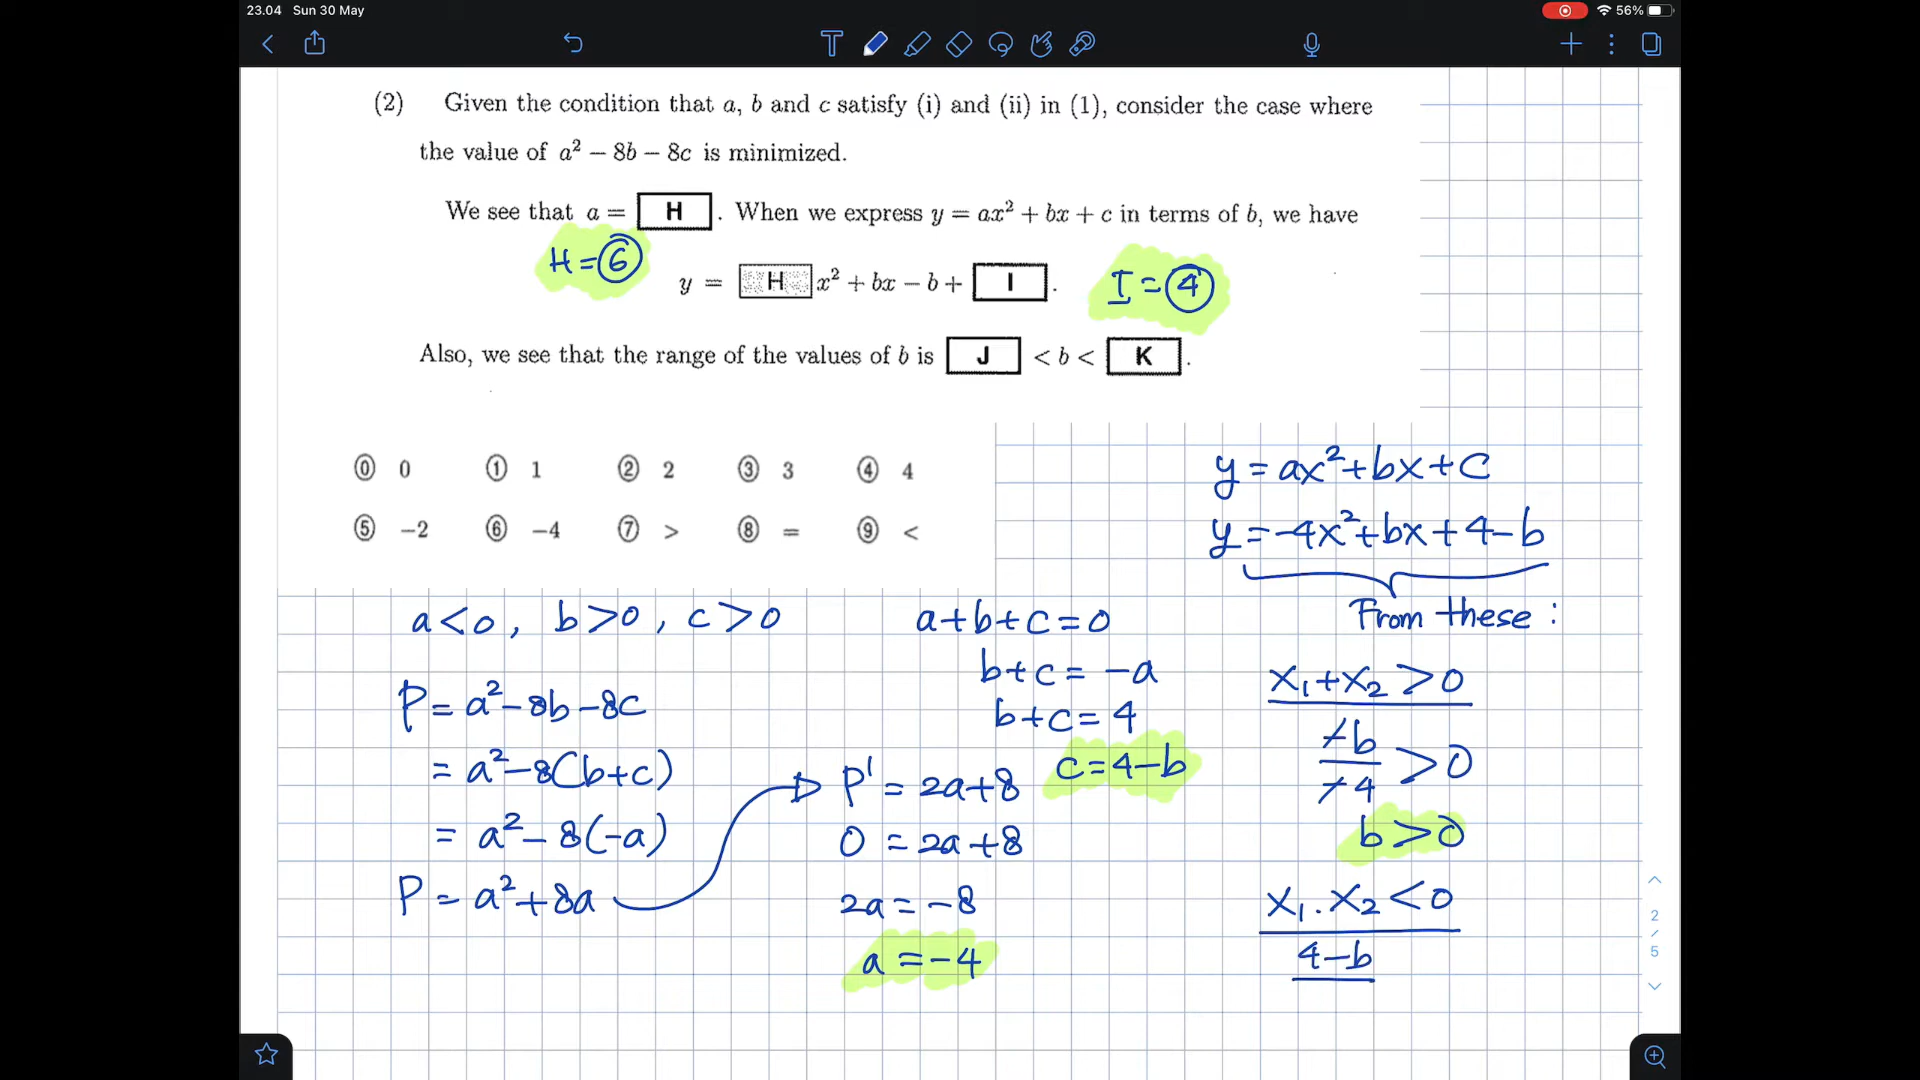 23.04 Sun 30 May
56%
(2) Given the condition that a, b and c satisfy (i) and (ii) in (1), consider the case where
the value of a² − 8b − 8c is minimized.
We see that a = H . When we express y = ax² + bx + c in terms of b, we have
H = ⑥
y = H x² + bx − b + I .
I = ④
Also, we see that the range of the values of b is J < b < K .
⓪ 0 ① 1 ② 2 ③ 3 ④ 4
⑤ −2 ⑥ −4 ⑦ > ⑧ = ⑨ <
a < 0, b > 0, c > 0
P = a² − 8b − 8c
= a² − 8(b+c)
= a² − 8(−a)
P = a² + 8a
a + b + c = 0
b + c = −a
b + c = 4
c = 4 − b
P' = 2a + 8
0 = 2a + 8
2a = −8
a = −4
y = ax² + bx + c
y = −4x² + bx + 4 − b
From these :
x₁ + x₂ > 0
−b / −4 > 0
b > 0
x₁ . x₂ < 0
4 − b
2 / 5